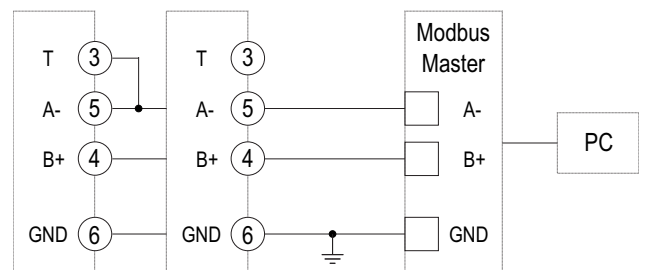 T 3 T 3 Modbus
Master
A- 5 A- 5 A-
B+ 4 B+ 4 B+ PC
GND 6 GND 6 GND